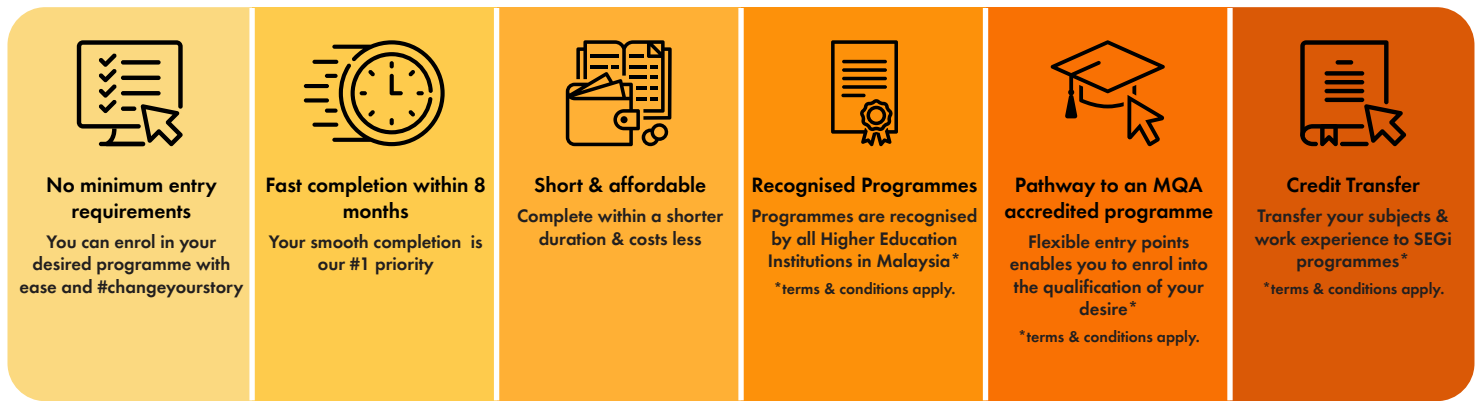 No minimum entry
requirements
You can enrol in your
desired programme with
ease and #changeyourstory
Fast completion within 8
months
Your smooth completion is
our #1 priority
Short & affordable
Complete within a shorter
duration & costs less
Recognised Programmes
Programmes are recognised
by all Higher Education
Institutions in Malaysia*
*terms & conditions apply.
Pathway to an MQA
accredited programme
Flexible entry points
enables you to enrol into
the qualification of your
desire*
*terms & conditions apply.
Credit Transfer
Transfer your subjects &
work experience to SEGi
programmes*
*terms & conditions apply.